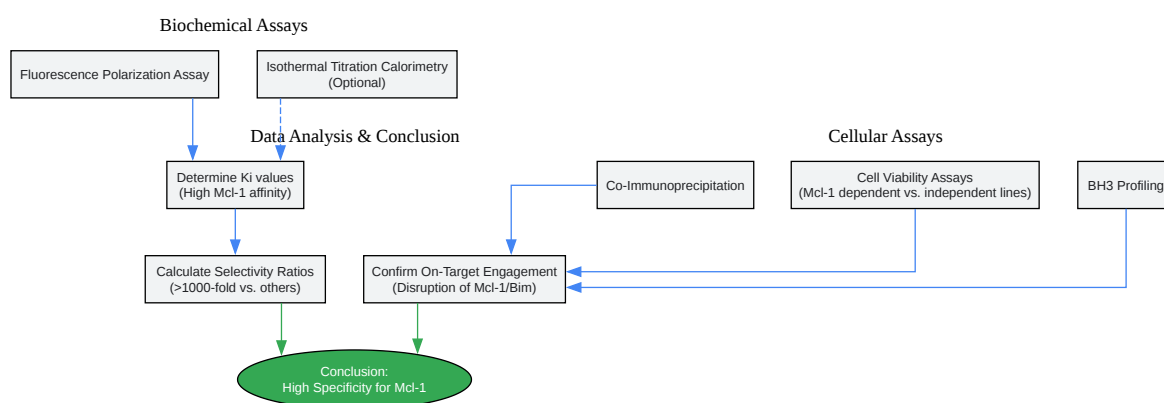 Biochemical Assays
Fluorescence Polarization Assay
Isothermal Titration Calorimetry
(Optional)
Data Analysis & Conclusion
Cellular Assays
Determine Ki values
(High Mcl-1 affinity)
Co-Immunoprecipitation
Cell Viability Assays
(Mcl-1 dependent vs. independent lines)
BH3 Profiling
Calculate Selectivity Ratios
(>1000-fold vs. others)
Confirm On-Target Engagement
(Disruption of Mcl-1/Bim)
Conclusion:
High Specificity for Mcl-1